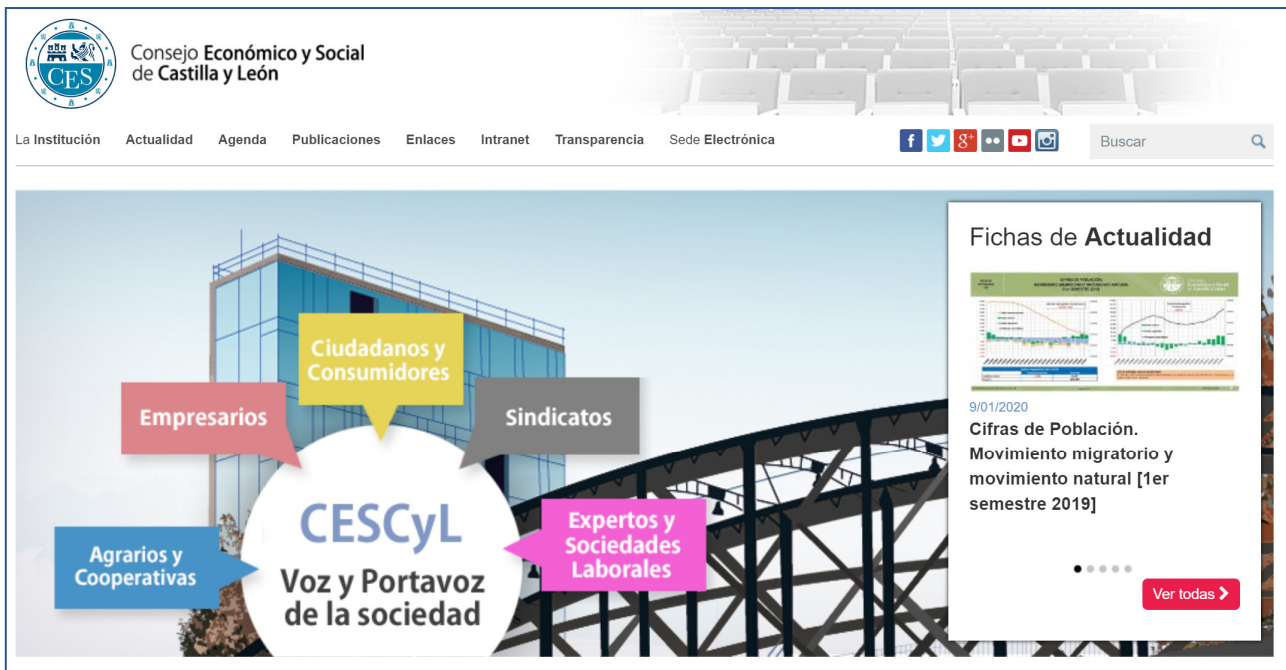 CES
Consejo Económico y Social
de Castilla y León
La Institución Actualidad Agenda Publicaciones Enlaces Intranet Transparencia Sede Electrónica
Buscar
Ciudadanos y
Consumidores
Empresarios
Sindicatos
CESCyL
Voz y Portavoz
de la sociedad
Agrarios y
Cooperativas
Expertos y
Sociedades
Laborales
Fichas de Actualidad
9/01/2020
Cifras de Población.
Movimiento migratorio y
movimiento natural [1er
semestre 2019]
Ver todas